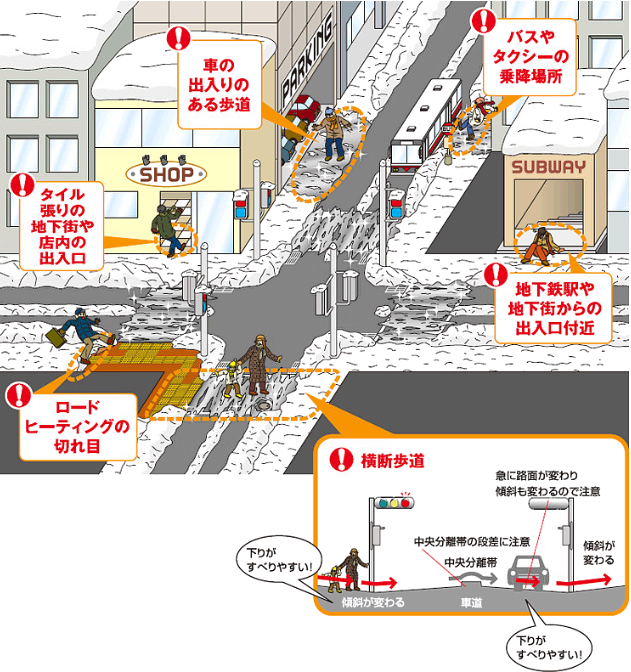 車の
出入りの
ある歩道
バスや
タクシーの
乗降場所
PARKING
SHOP
SUBWAY
タイル
張りの
地下街や
店内の
出入口
地下鉄駅や
地下街からの
出入口付近
ロード
ヒーティングの
切れ目
横断歩道
急に路面が変わり
傾斜も変わるので注意
中央分離帯の段差に注意
中央分離帯
傾斜が
変わる
下りが
すべりやすい!
傾斜が変わる
車道
下りが
すべりやすい!